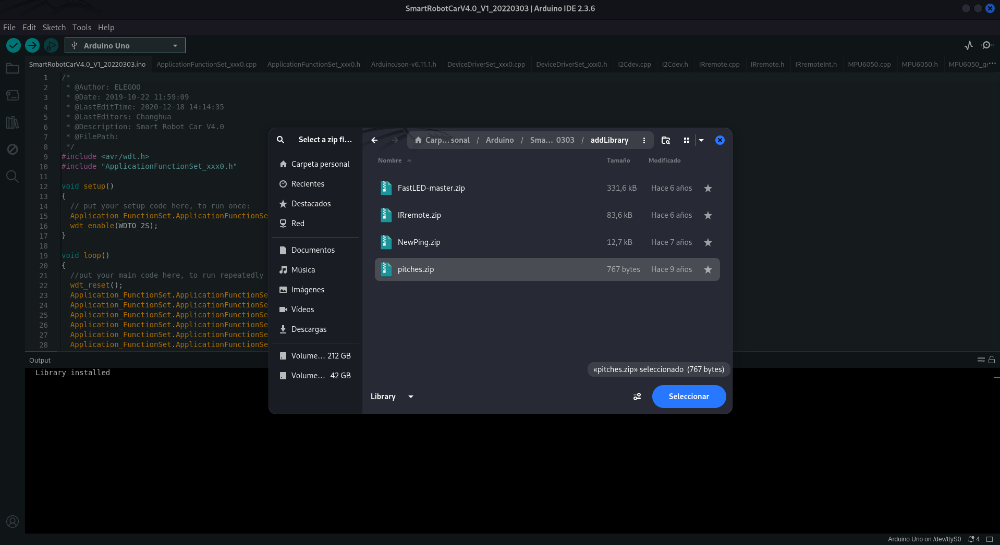 SmartRobotCarV4.0_V1_20220303 | Arduino IDE 2.3.6
File Edit Sketch Tools Help
Arduino Uno
SmartRobotCarV4.0_V1_20220303.ino ApplicationFunctionSet_xxx0.cpp ApplicationFunctionSet_xxx0.h ArduinoJson-v6.11.1.h DeviceDriverSet_xxx0.cpp DeviceDriverSet_xxx0.h I2Cdev.cpp I2Cdev.h IRremote.cpp IRremote.h IRremoteInt.h MPU6050.cpp MPU6050.h MPU6050_ge ...
1 /*
2 * @Author: ELEGOO
3 * @Date: 2019-10-22 11:59:09
4 * @LastEditTime: 2020-12-18 14:14:35
5 * @LastEditors: Changhua
6 * @Description: Smart Robot Car V4.0
7 * @FilePath:
8 */
9 #include <avr/wdt.h>
10 #include "ApplicationFunctionSet_xxx0.h"
11
12 void setup()
13 {
14 // put your setup code here, to run once:
15 Application_FunctionSet.ApplicationFunctionSe
16 wdt_enable(WDTO_2S);
17 }
18
19 void loop()
20 {
21 //put your main code here, to run repeatedly
22 wdt_reset();
23 Application_FunctionSet.ApplicationFunctionSe
24 Application_FunctionSet.ApplicationFunctionSe
25 Application_FunctionSet.ApplicationFunctionSe
26 Application_FunctionSet.ApplicationFunctionSe
27 Application_FunctionSet.ApplicationFunctionSe
28 Application_FunctionSet.ApplicationFunctionSe
Select a zip fi...
Carp... sonal / Arduino / Sma... 0303 / addLibrary
Carpeta personal
Recientes
Destacados
Red
Documentos
Música
Imágenes
Vídeos
Descargas
Volume... 212 GB
Volume... 42 GB
Nombre Tamaño Modificado
FastLED-master.zip 331,6 kB Hace 6 años
IRremote.zip 83,6 kB Hace 6 años
NewPing.zip 12,7 kB Hace 7 años
pitches.zip 767 bytes Hace 9 años
«pitches.zip» seleccionado (767 bytes)
Library
Seleccionar
Output
Library installed
Arduino Uno on /dev/ttyS0 4